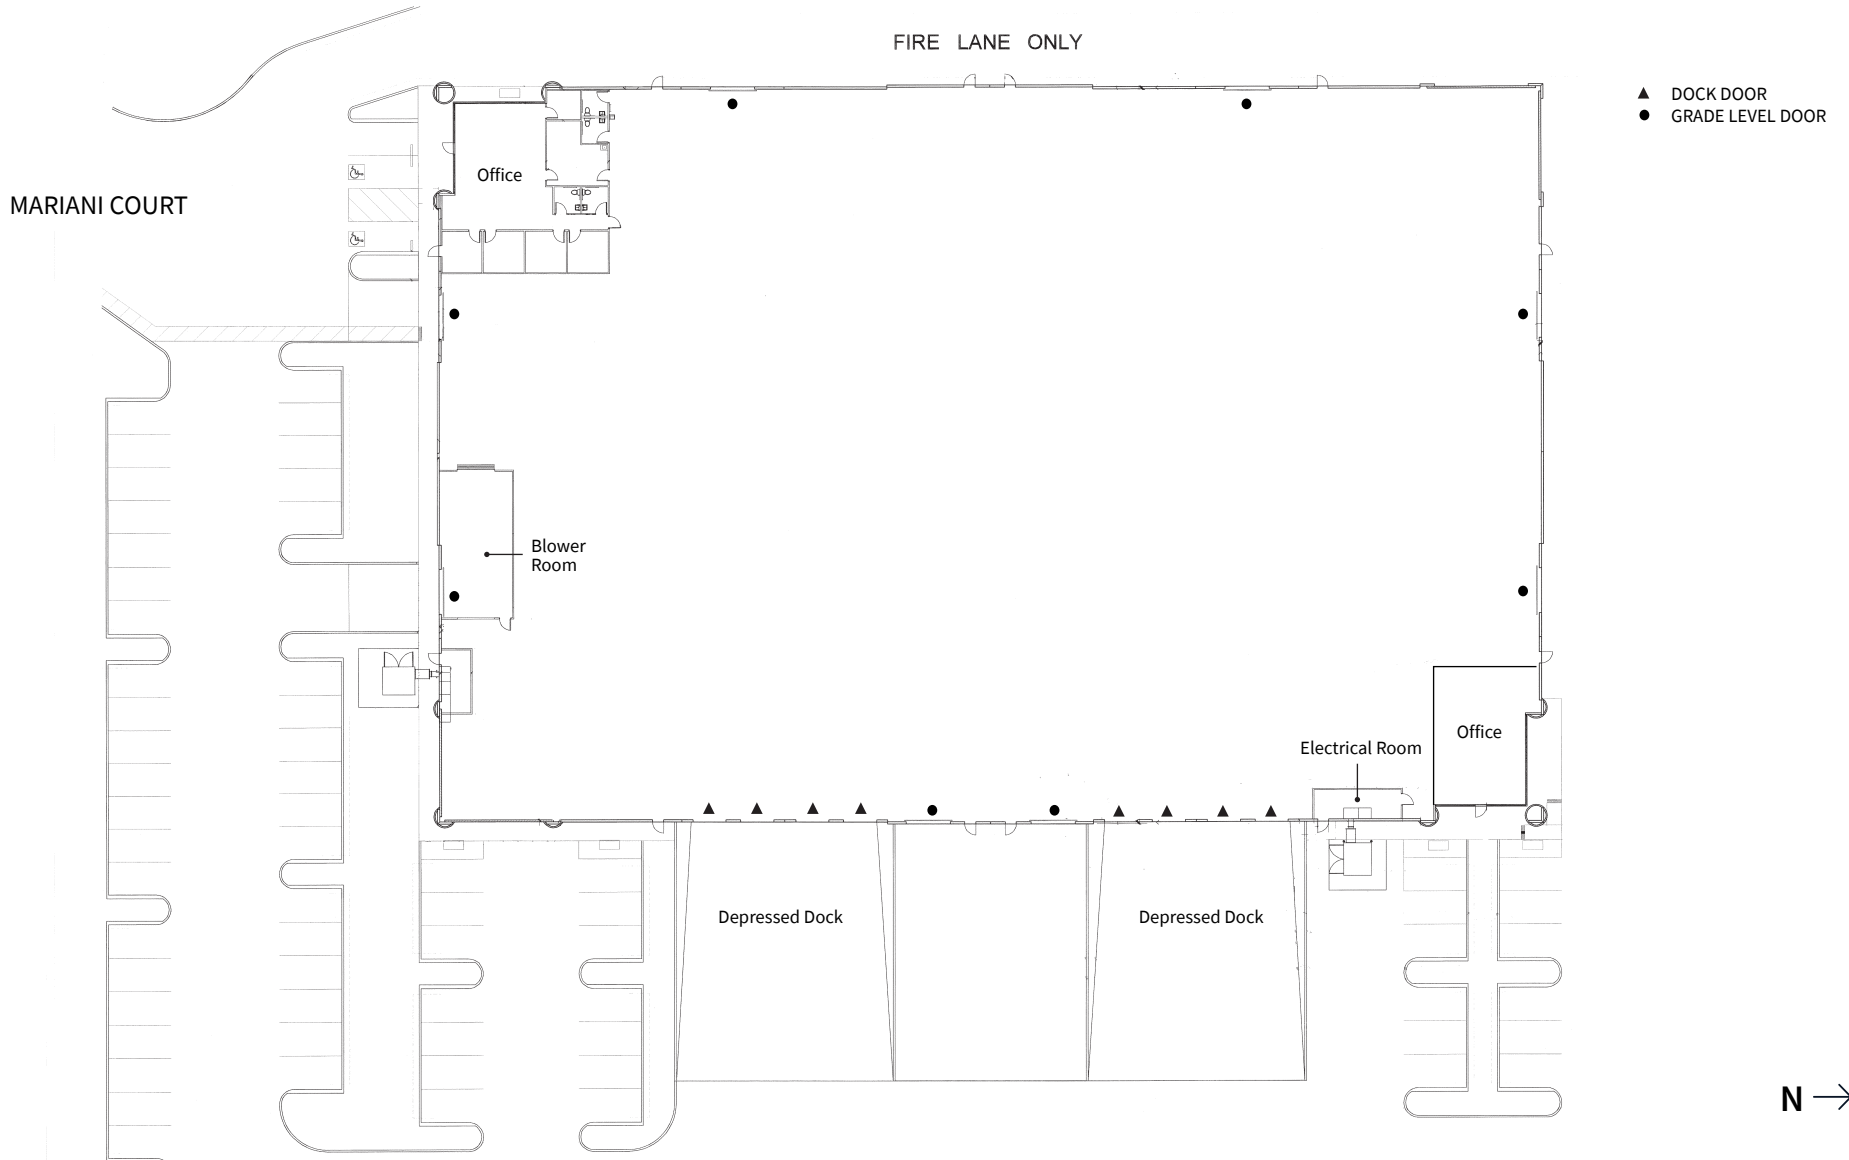 FIRE LANE ONLY
DOCK DOOR
GRADE LEVEL DOOR
Office
MARIANI COURT
Blower
Room
Office
Electrical Room
Depressed Dock
Depressed Dock
N